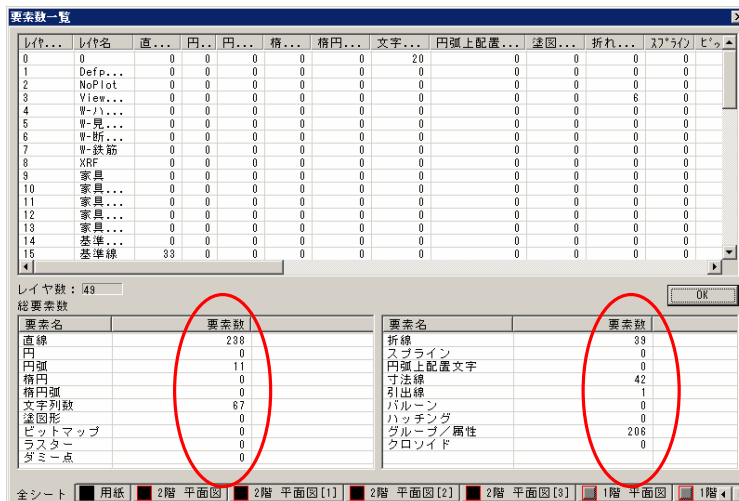 要素数一覧
レイヤ... レイヤ名 直... 円.. 円... 楕... 楕円... 文字... 円弧上配置... 塗図... 折れ... スプライン ビッ
0 0 0 0 0 0 0 20 0 0 0 0
1 Defp... 0 0 0 0 0 0 0 0 0 0
2 NoPlot 0 0 0 0 0 0 0 0 0 0
3 View... 0 0 0 0 0 0 0 0 6 0
4 W-ハ... 0 0 0 0 0 0 0 0 0 0
5 W-見... 0 0 0 0 0 0 0 0 0 0
6 W-断... 0 0 0 0 0 0 0 0 0 0
7 W-鉄筋 0 0 0 0 0 0 0 0 0 0
8 XRF 0 0 0 0 0 0 0 0 0 0
9 家具 0 0 0 0 0 0 0 0 0 0
10 家具... 0 0 0 0 0 0 0 0 0 0
11 家具... 0 0 0 0 0 0 0 0 0 0
12 家具... 0 0 0 0 0 0 0 0 0 0
13 家具... 0 0 0 0 0 0 0 0 0 0
14 基準... 0 0 0 0 0 0 0 0 0 0
15 基準線 33 0 0 0 0 0 0 0 0 0
レイヤ数: 49
OK
総要素数
要素名 要素数
直線 238
円 0
円弧 11
楕円 0
楕円弧 0
文字列数 67
塗図形 0
ビットマップ 0
ラスター 0
ダミー点 0
要素名 要素数
折線 39
スプライン 0
円弧上配置文字 0
寸法線 42
引出線 1
バルーン 0
ハッチング 0
グループ/属性 206
クロソイド 0
全シート 用紙 2階 平面図 2階 平面図[1] 2階 平面図[2] 2階 平面図[3] 1階 平面図 1階